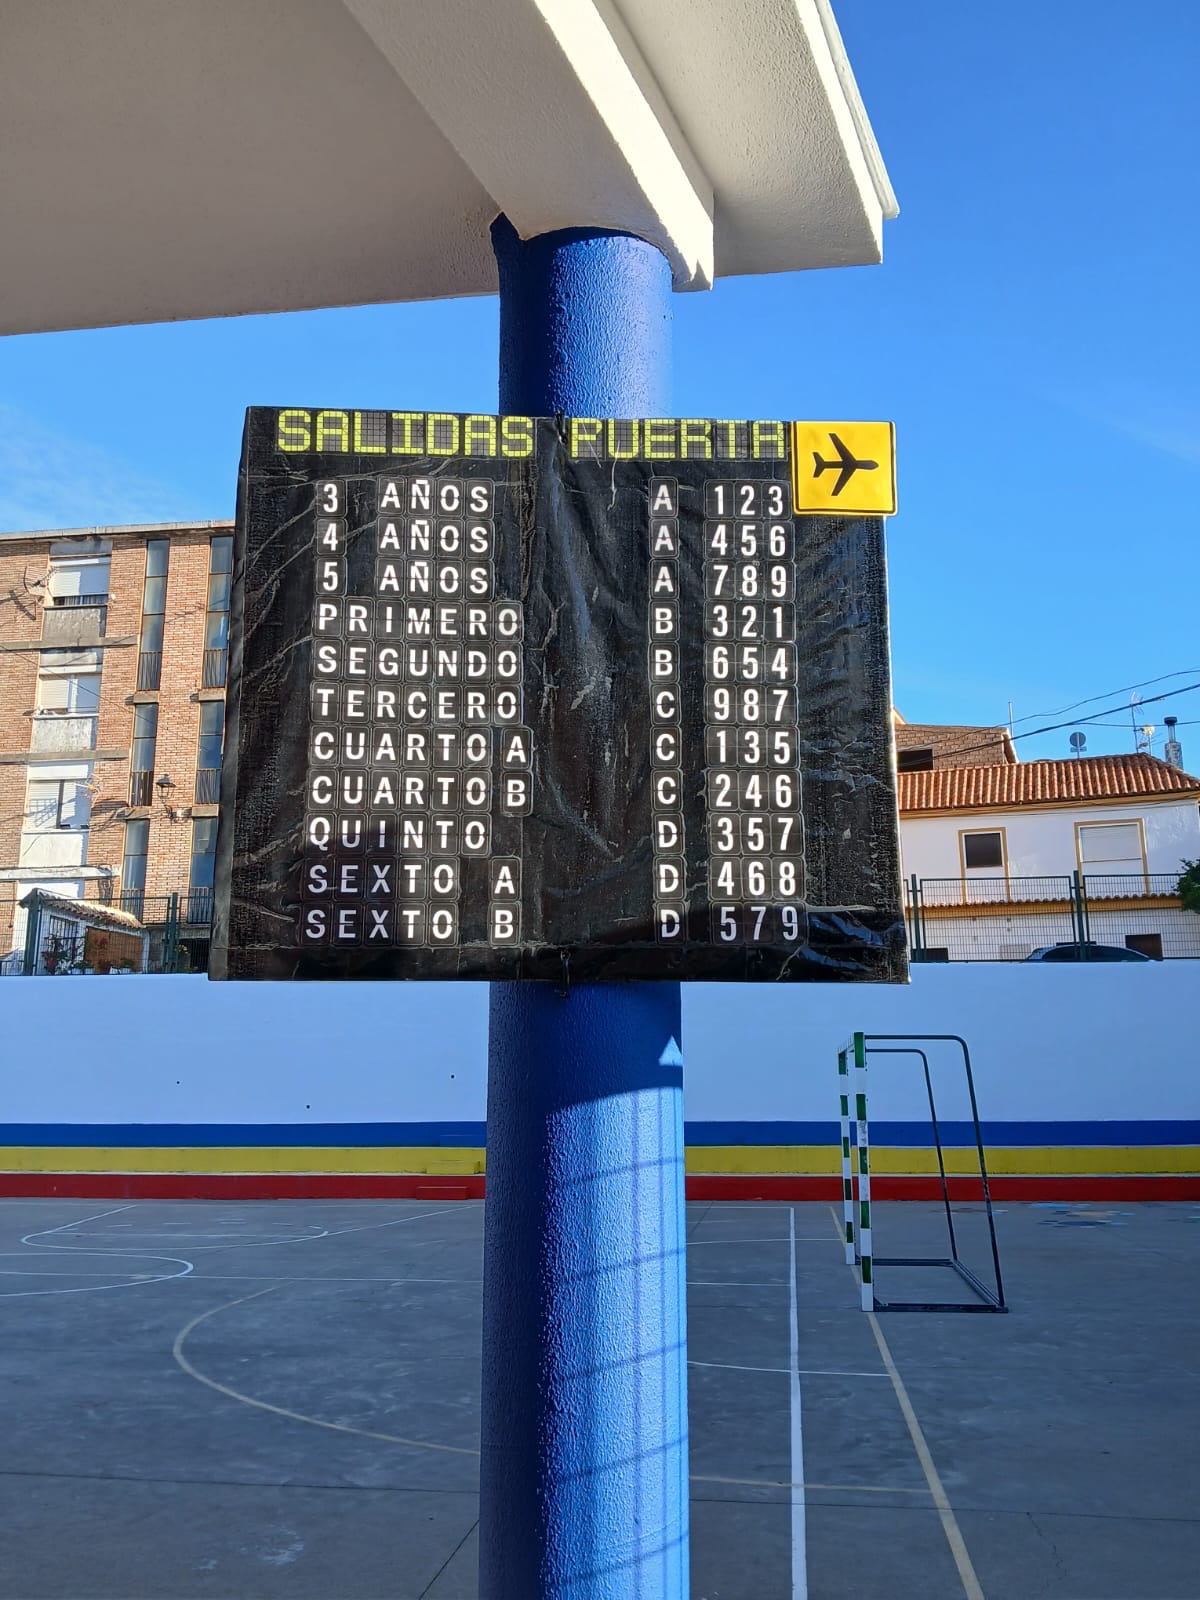 SALIDAS PUERTA
3 AÑOS A 123
4 AÑOS A 456
5 AÑOS A 789
PRIMERO B 321
SEGUNDO B 654
TERCERO C 987
CUARTO A C 135
CUARTO B C 246
QUINTO D 357
SEXTO A D 468
SEXTO B D 579